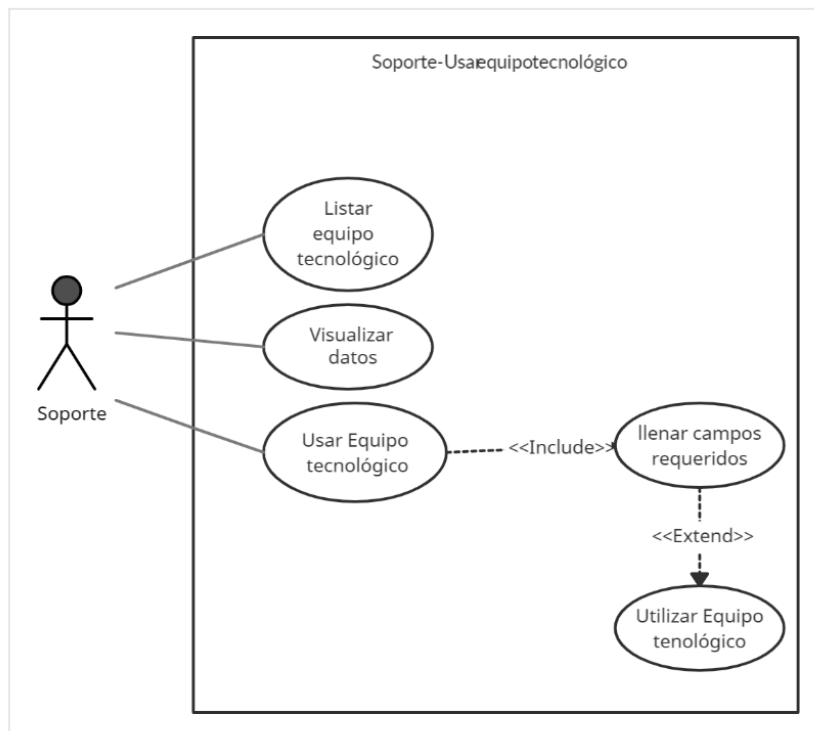 Soporte-Usarequipotecnológico
Listar
equipo
tecnológico
Visualizar
datos
Soporte
Usar Equipo
tecnológico
<<Include>>
llenar campos
requeridos
<<Extend>>
Utilizar Equipo
tenológico